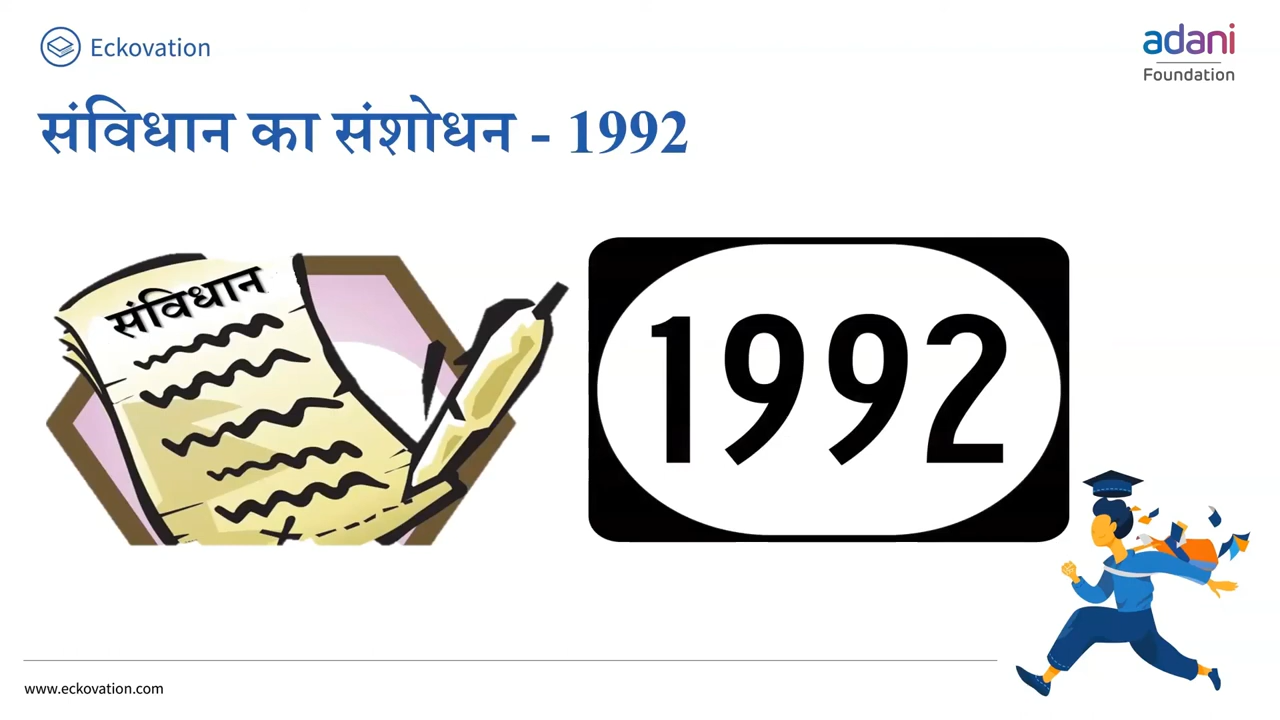 Eckovation
adani
Foundation
संविधान का संशोधन - 1992
संविधान
1992
www.eckovation.com